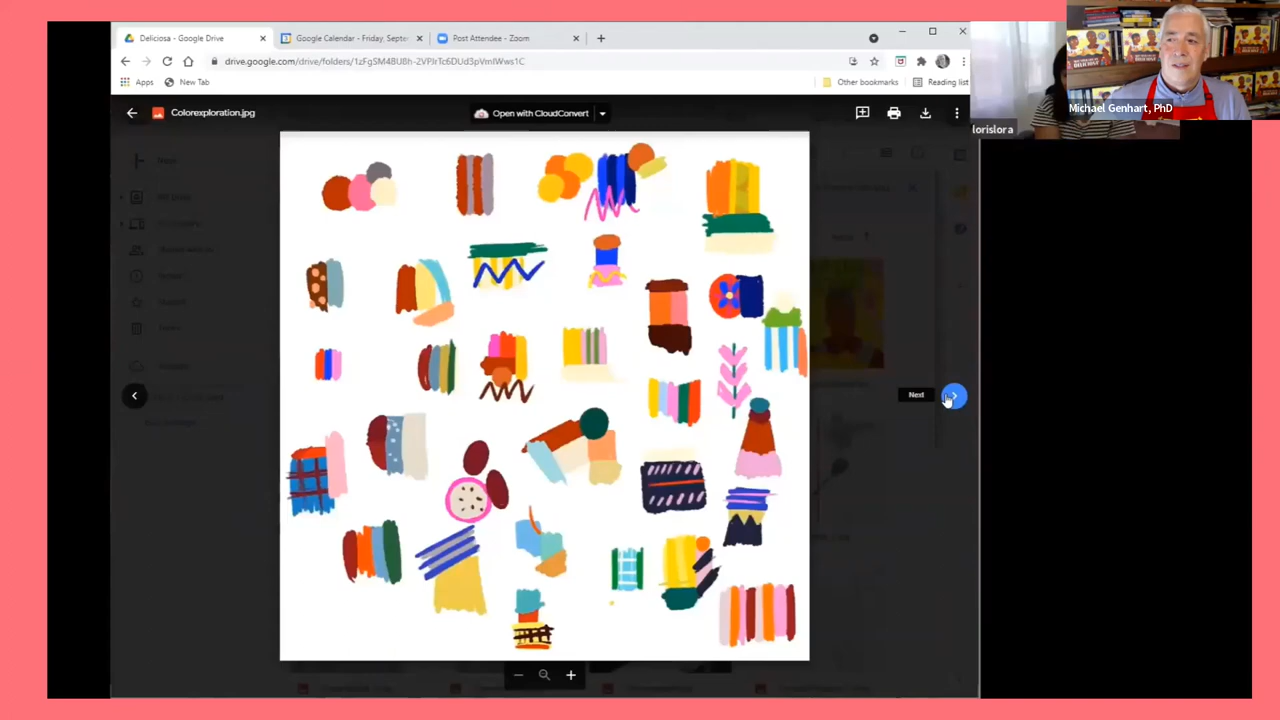 Deliciosa - Google Drive
Google Calendar - Friday, Septe
Post Attendee - Zoom
drive.google.com/drive/folders/1zFgSM48U8h-2VPJrTc6DUd3pVmIWws1C
Apps
New Tab
Other bookmarks
Reading list
Colorexploration.jpg
Open with CloudConvert
Michael Genhart, PhD
lorislora
Next